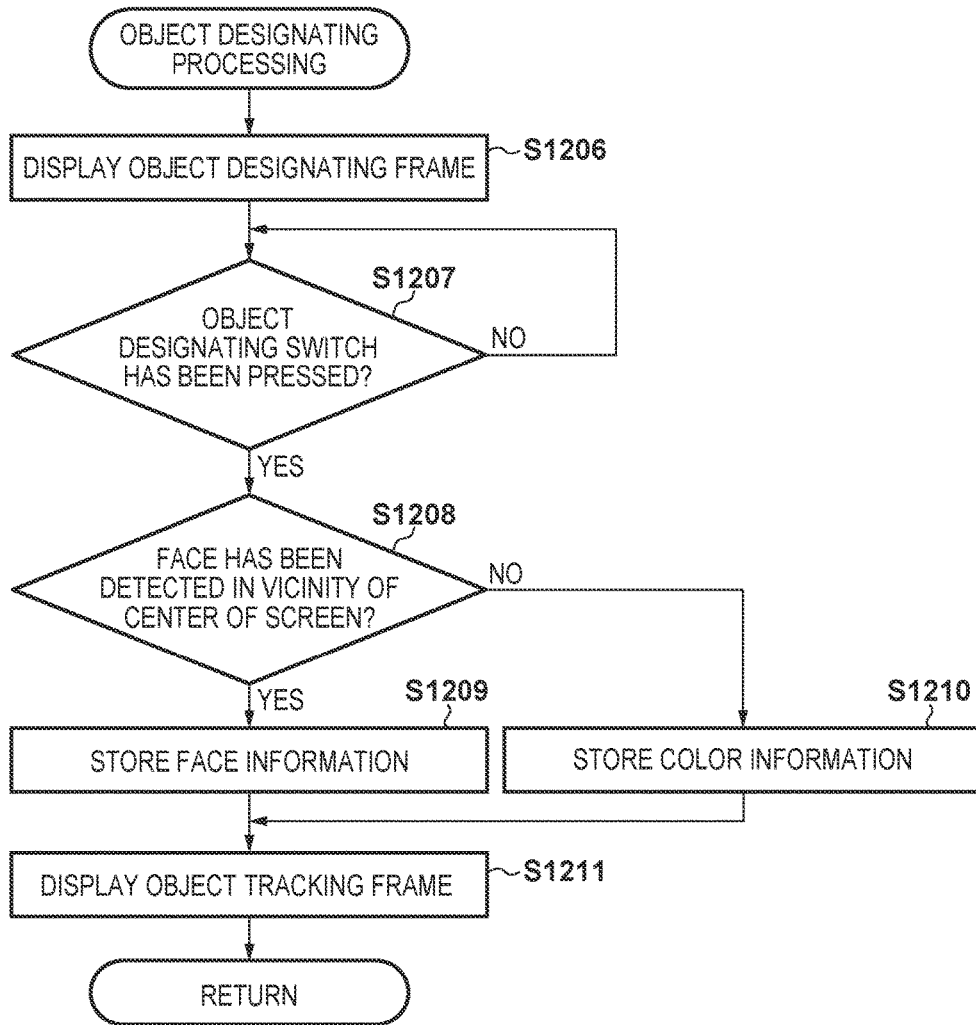 OBJECT DESIGNATING
PROCESSING
DISPLAY OBJECT DESIGNATING FRAME
S1206
S1207
OBJECT
DESIGNATING SWITCH
HAS BEEN PRESSED?
NO
YES
S1208
FACE HAS BEEN
DETECTED IN VICINITY OF
CENTER OF SCREEN?
NO
YES
S1209
S1210
STORE FACE INFORMATION
STORE COLOR INFORMATION
DISPLAY OBJECT TRACKING FRAME
S1211
RETURN